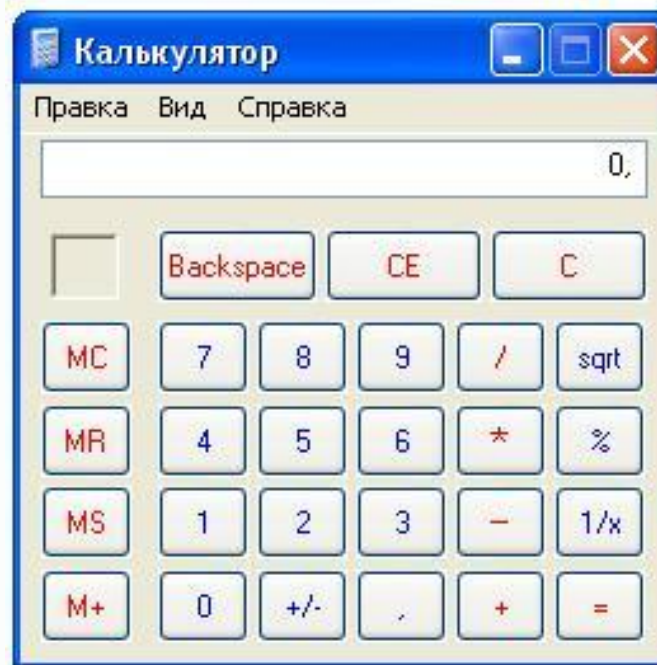 Калькулятор
Правка Вид Справка
0,
Backspace CE C
MC 7 8 9 / sqrt
MR 4 5 6 * %
MS 1 2 3 - 1/x
M+ 0 +/- , + =